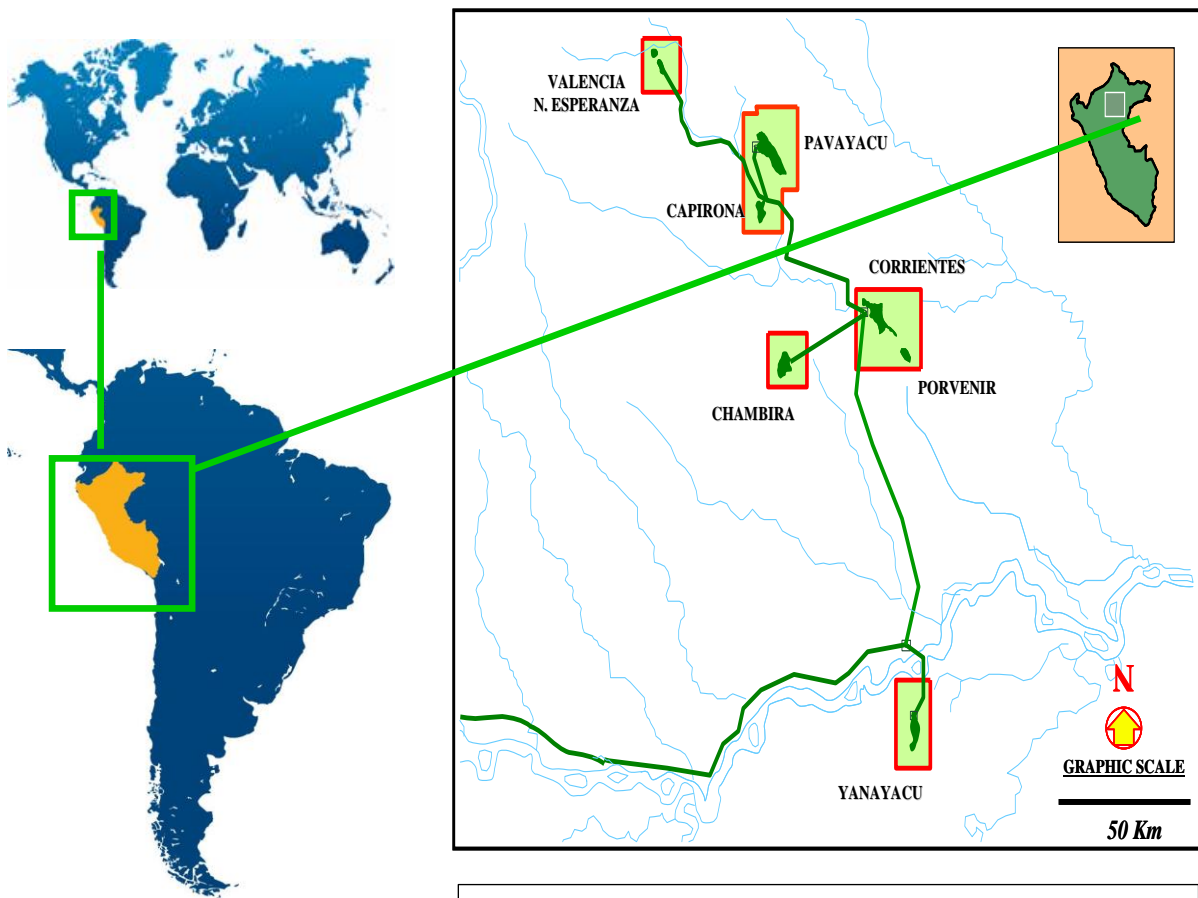 VALENCIA
N. ESPERANZA
PAVAYACU
CAPIRONA
CORRIENTES
PORVENIR
CHAMBIRA
N
GRAPHIC SCALE
50 Km
YANAYACU